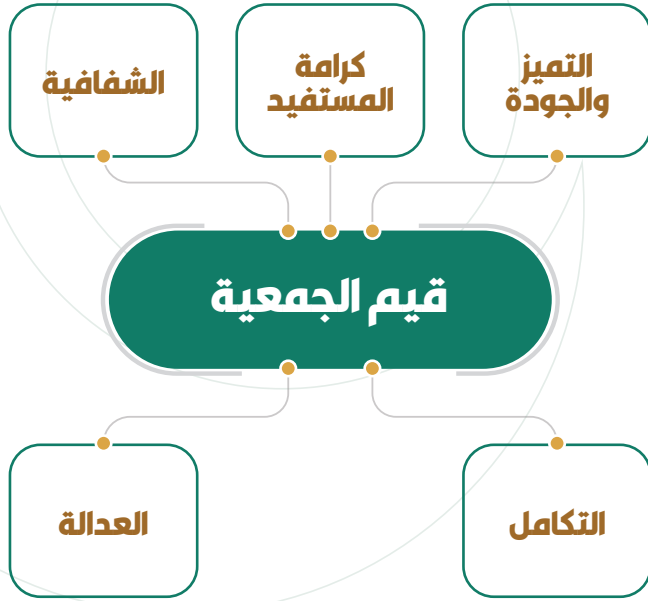 التميز
والجودة
كرامة
المستفيد
الشفافية
قيم الجمعية
التكامل
العدالة